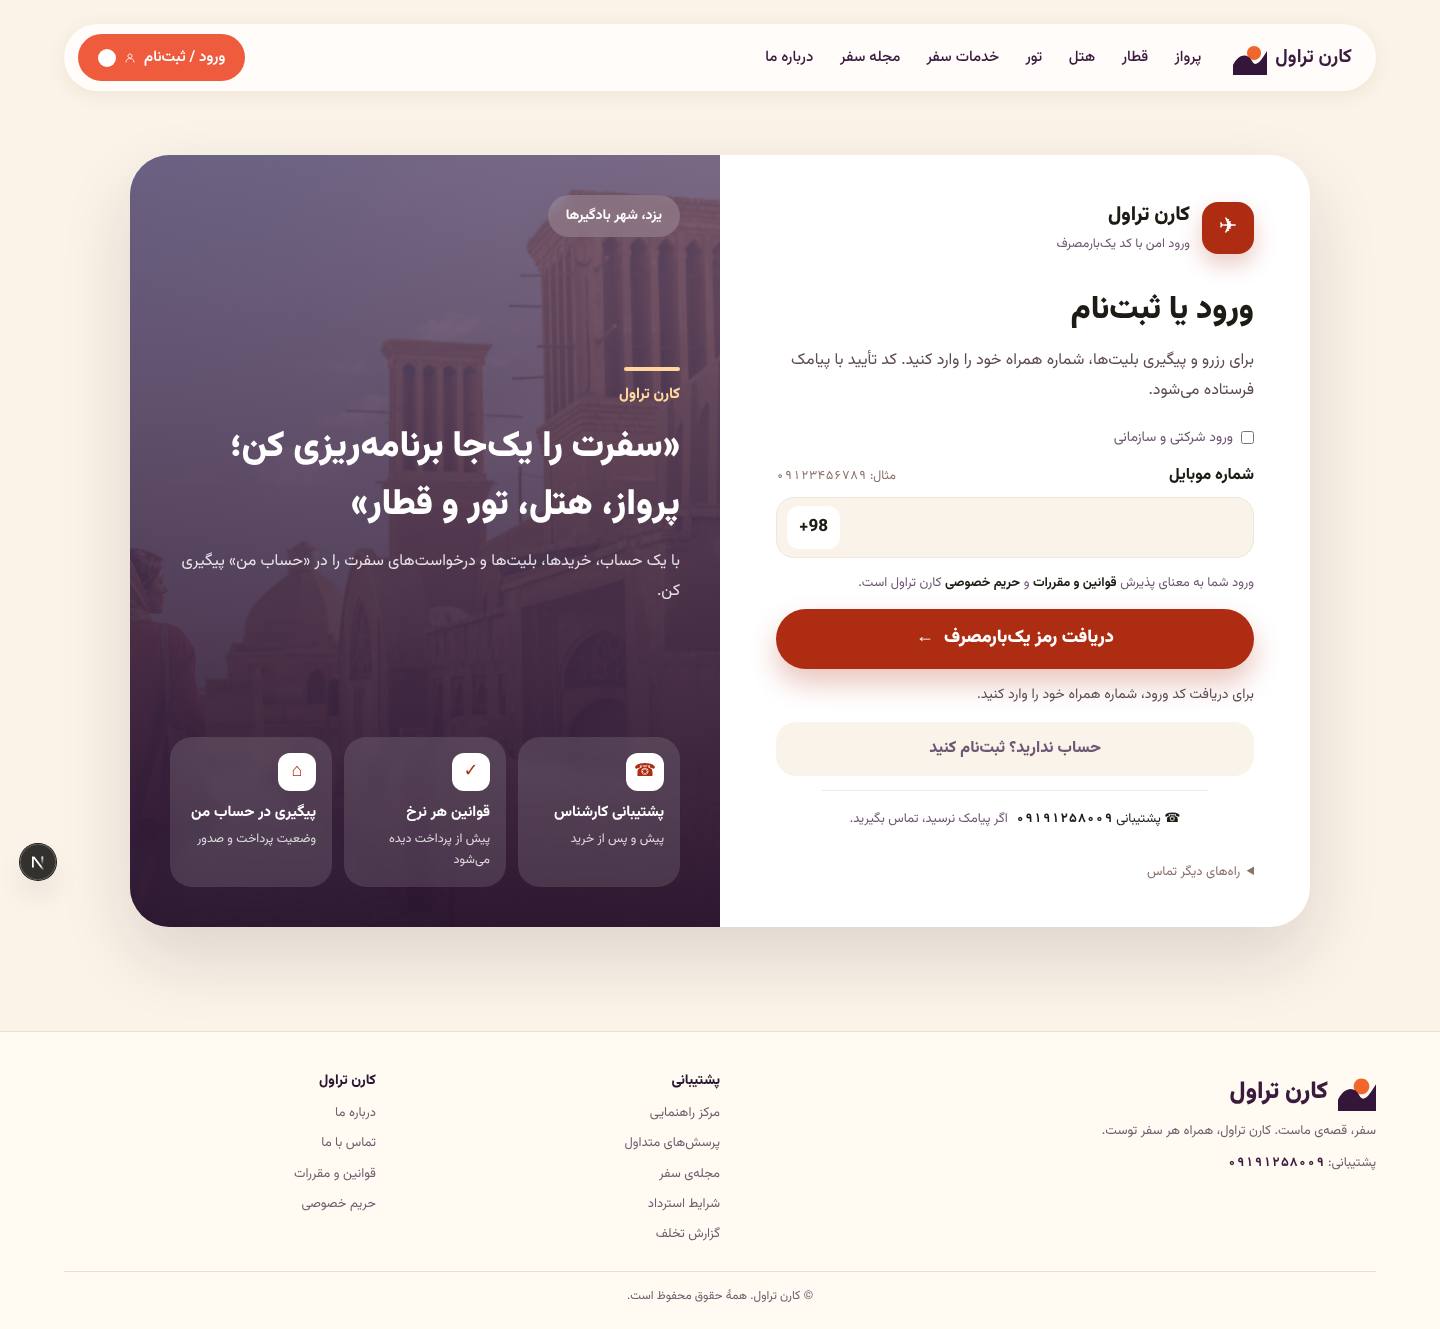 کارن تراول
پرواز
قطار
هتل
تور
خدمات سفر
مجله سفر
درباره ما
ورود / ثبت‌نام
✈
کارن تراول
ورود امن با کد یک‌بارمصرف
ورود یا ثبت‌نام
برای رزرو و پیگیری بلیت‌ها، شماره همراه خود را وارد کنید. کد تأیید با پیامک
فرستاده می‌شود.
ورود شرکتی و سازمانی
شماره موبایل
مثال: ۰۹۱۲۳۴۵۶۷۸۹
+98
ورود شما به معنای پذیرش قوانین و مقررات و حریم خصوصی کارن تراول است.
دریافت رمز یک‌بارمصرف ←
برای دریافت کد ورود، شماره همراه خود را وارد کنید.
حساب ندارید؟ ثبت‌نام کنید
☎ پشتیبانی ۰۹۱۹۱۲۵۸۰۰۹ اگر پیامک نرسید، تماس بگیرید.
راه‌های دیگر تماس
یزد، شهر بادگیرها
کارن تراول
«سفرت را یک‌جا برنامه‌ریزی کن؛
پرواز، هتل، تور و قطار»
با یک حساب، خریدها، بلیت‌ها و درخواست‌های سفرت را در «حساب من» پیگیری
کن.
☎
پشتیبانی کارشناس
پیش و پس از خرید
✓
قوانین هر نرخ
پیش از پرداخت دیده
می‌شود
⌂
پیگیری در حساب من
وضعیت پرداخت و صدور
N
کارن تراول
سفر، قصه‌ی ماست. کارن تراول، همراه هر سفر توست.
پشتیبانی: ۰۹۱۹۱۲۵۸۰۰۹
پشتیبانی
مرکز راهنمایی
پرسش‌های متداول
مجله‌ی سفر
شرایط استرداد
گزارش تخلف
کارن تراول
درباره ما
تماس با ما
قوانین و مقررات
حریم خصوصی
© کارن تراول. همهٔ حقوق محفوظ است.